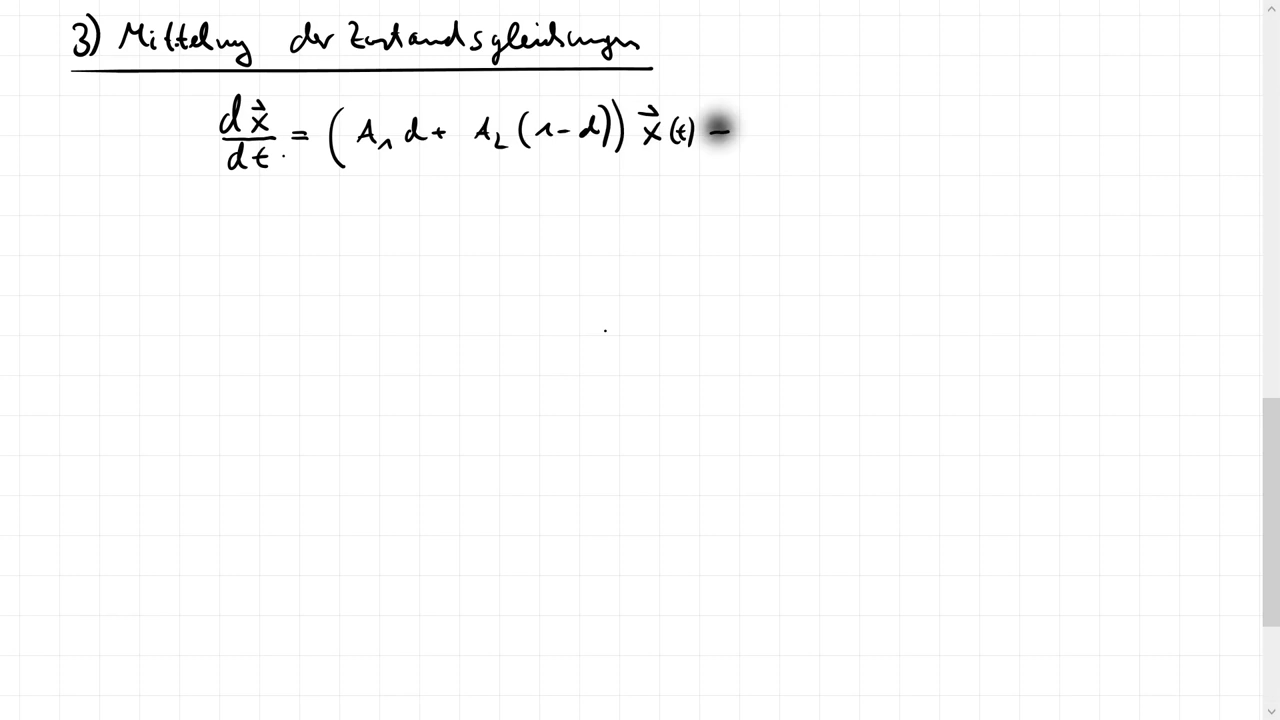 3) Mittelung der Zustandsgleichungen
dx⃗/dt = (A₁ d + A₂ (1-d)) x⃗(t) -